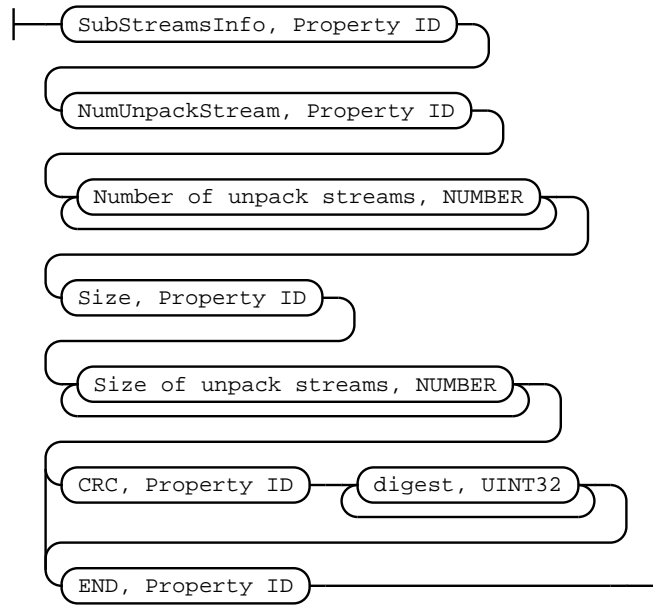 SubStreamsInfo, Property ID
NumUnpackStream, Property ID
Number of unpack streams, NUMBER
Size, Property ID
Size of unpack streams, NUMBER
CRC, Property ID digest, UINT32
END, Property ID